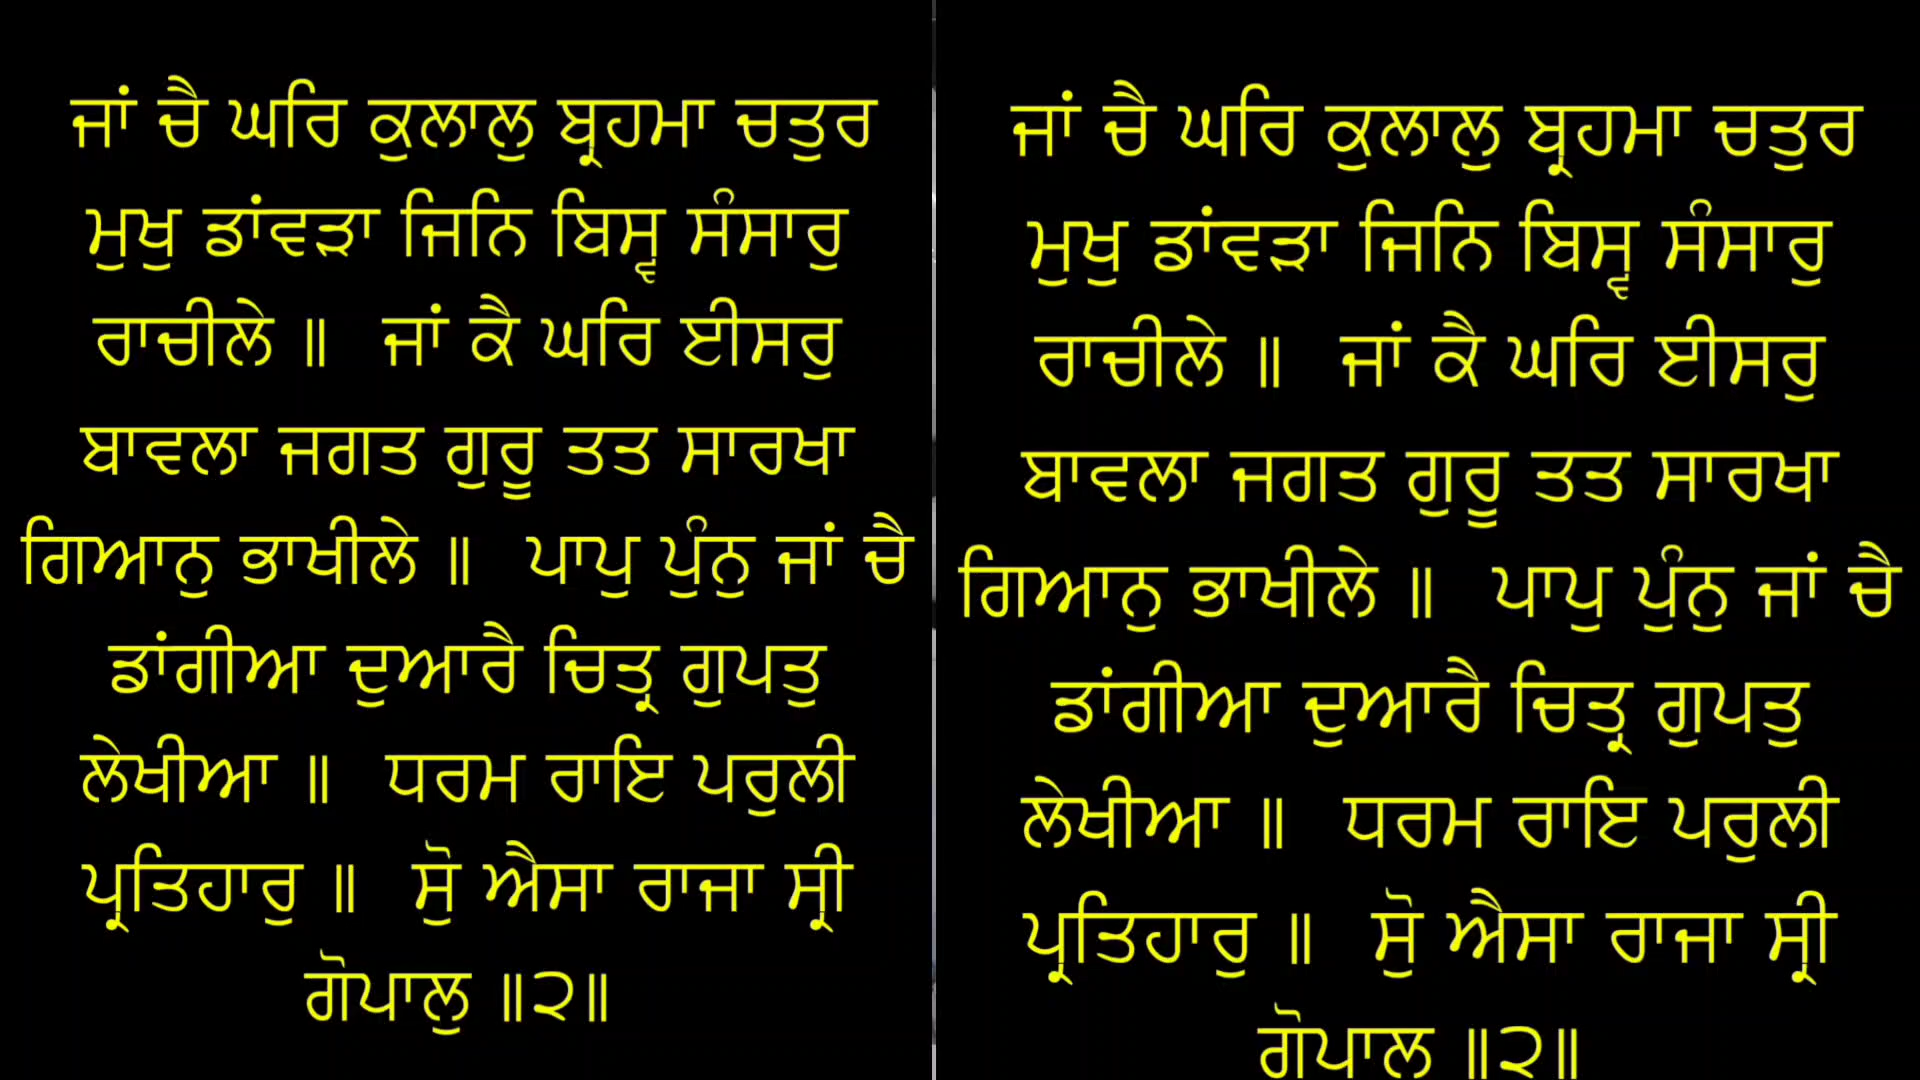 ਜਾਂ ਚੈ ਘਰਿ ਕੁਲਾਲੁ ਬ੍ਰਹਮਾ ਚਤੁਰ
ਮੁਖੁ ਡਾਂਵੜਾ ਜਿਨਿ ਬਿਸ੍ਵ ਸੰਸਾਰੁ
ਰਾਚੀਲੇ ॥ ਜਾਂ ਕੈ ਘਰਿ ਈਸਰੁ
ਬਾਵਲਾ ਜਗਤ ਗੁਰੂ ਤਤ ਸਾਰਖਾ
ਗਿਆਨੁ ਭਾਖੀਲੇ ॥ ਪਾਪੁ ਪੁੰਨੁ ਜਾਂ ਚੈ
ਡਾਂਗੀਆ ਦੁਆਰੈ ਚਿਤ੍ਰ ਗੁਪਤੁ
ਲੇਖੀਆ ॥ ਧਰਮ ਰਾਇ ਪਰੁਲੀ
ਪ੍ਰਤਿਹਾਰੁ ॥ ਸੋੁ ਐਸਾ ਰਾਜਾ ਸ੍ਰੀ
ਗੋਪਾਲੁ ॥੨॥
ਜਾਂ ਚੈ ਘਰਿ ਕੁਲਾਲੁ ਬ੍ਰਹਮਾ ਚਤੁਰ
ਮੁਖੁ ਡਾਂਵੜਾ ਜਿਨਿ ਬਿਸ੍ਵ ਸੰਸਾਰੁ
ਰਾਚੀਲੇ ॥ ਜਾਂ ਕੈ ਘਰਿ ਈਸਰੁ
ਬਾਵਲਾ ਜਗਤ ਗੁਰੂ ਤਤ ਸਾਰਖਾ
ਗਿਆਨੁ ਭਾਖੀਲੇ ॥ ਪਾਪੁ ਪੁੰਨੁ ਜਾਂ ਚੈ
ਡਾਂਗੀਆ ਦੁਆਰੈ ਚਿਤ੍ਰ ਗੁਪਤੁ
ਲੇਖੀਆ ॥ ਧਰਮ ਰਾਇ ਪਰੁਲੀ
ਪ੍ਰਤਿਹਾਰੁ ॥ ਸੋੁ ਐਸਾ ਰਾਜਾ ਸ੍ਰੀ
ਗੋਪਾਲ ॥੨॥